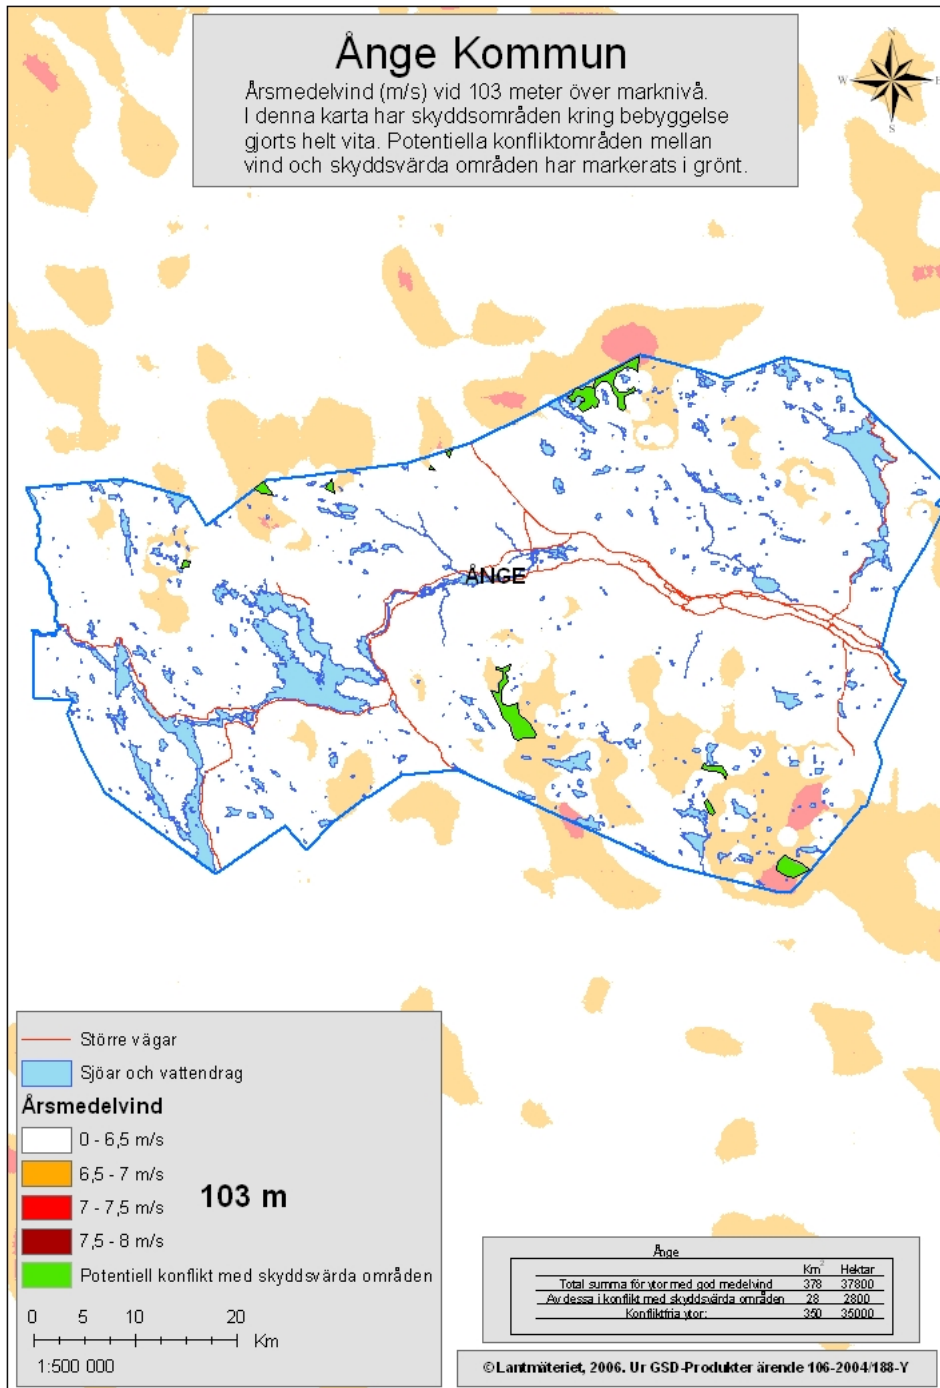 Ånge Kommun
Årsmedelvind (m/s) vid 103 meter över marknivå.
I denna karta har skyddsområden kring bebyggelse
gjorts helt vita. Potentiella konfliktområden mellan
vind och skyddsvärda områden har markerats i grönt.
N
W E
S
ÅNGE
Större vägar
Sjöar och vattendrag
Årsmedelvind
0 - 6,5 m/s
6,5 - 7 m/s
7 - 7,5 m/s
7,5 - 8 m/s
103 m
Potentiell konflikt med skyddsvärda områden
0 5 10 20
Km
1:500 000
Ånge
Km² Hektar
Total summa för ytor med god medelvind 378 37800
Av dessa i konflikt med skyddsvärda områden 28 2800
Konfliktfria ytor: 350 35000
©Lantmäteriet, 2006. Ur GSD-Produkter ärende 106-2004/188-Y